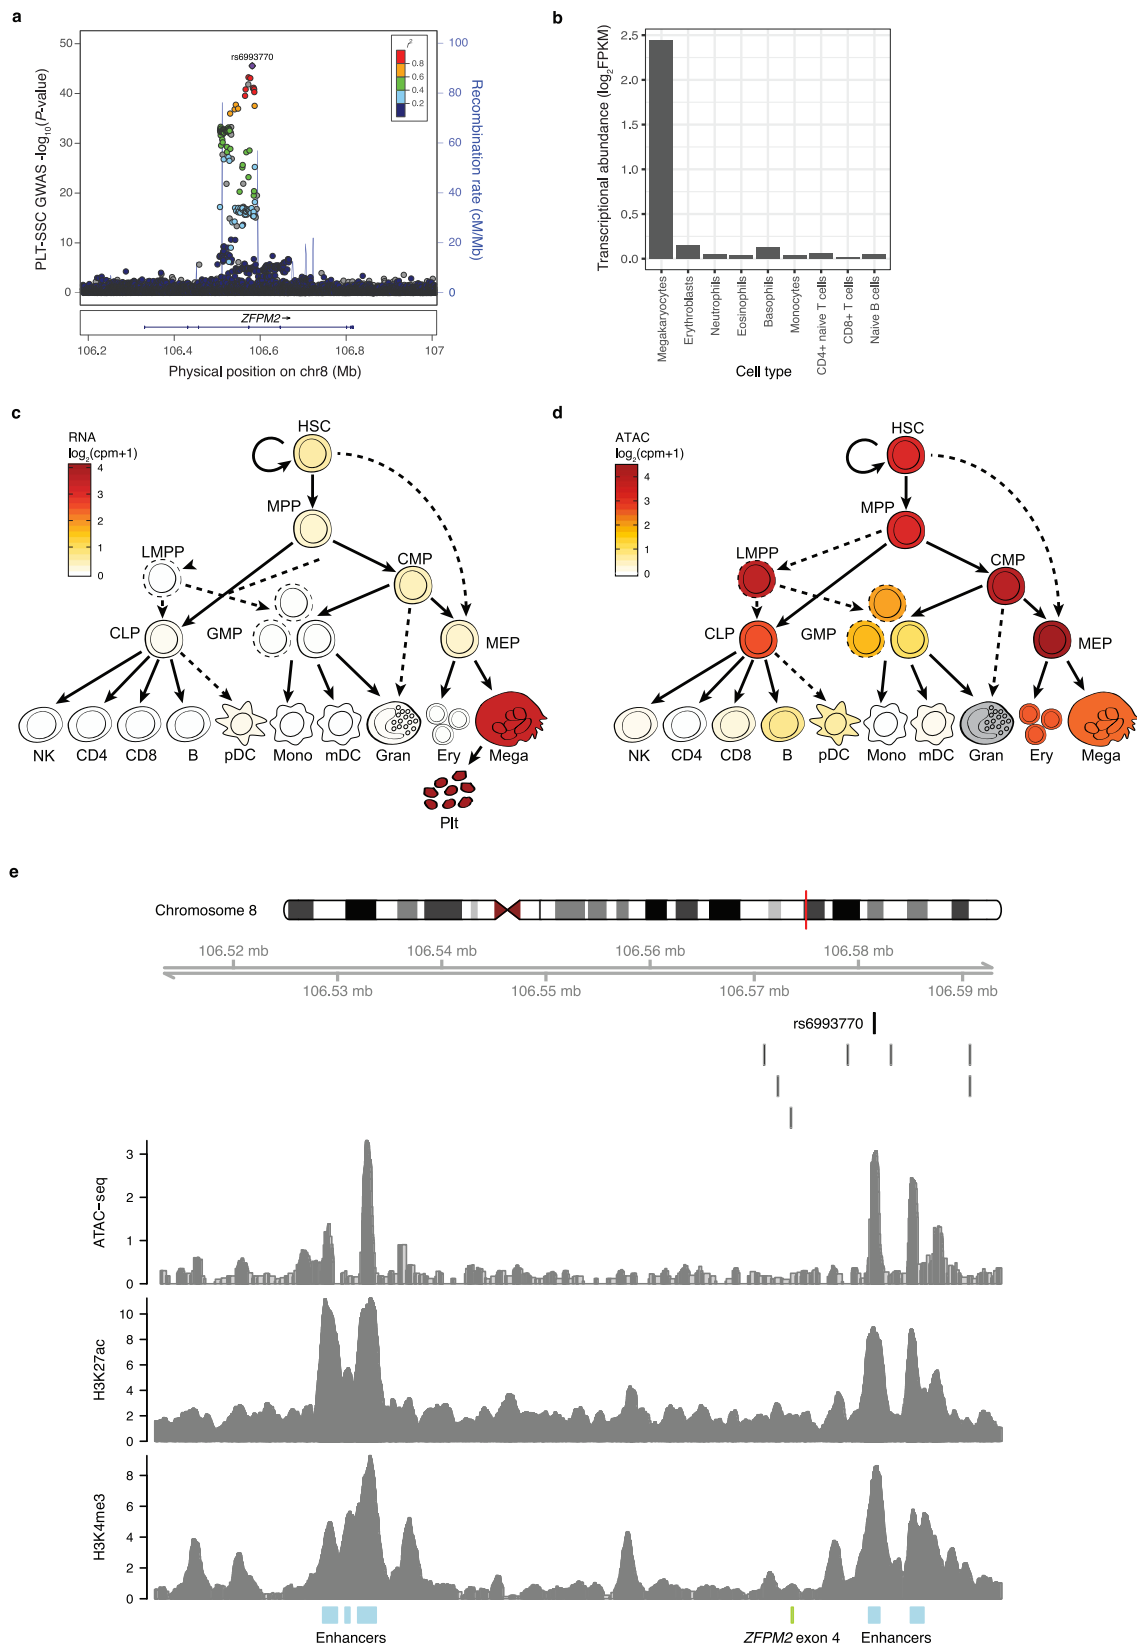 a
PLT-SSC GWAS -log10(P-value)
50
40
30
20
10
0
rs6993770
r2
0.8
0.6
0.4
0.2
100
80
60
40
20
0
Recombination rate (cM/Mb)
ZFPM2
106.2 106.4 106.6 106.8 107
Physical position on chr8 (Mb)
b
Transcriptional abundance (log2FPKM)
2.5
2.0
1.5
1.0
0.5
0.0
Megakaryocytes
Erythroblasts
Neutrophils
Eosinophils
Basophils
Monocytes
CD4+ naive T cells
CD8+ T cells
Naive B cells
Cell type
c
RNA
log2(cpm+1)
4
3
2
1
0
HSC
MPP
LMPP
CMP
CLP
GMP
MEP
NK CD4 CD8 B pDC Mono mDC Gran Ery Mega
Plt
d
ATAC
log2(cpm+1)
4
3
2
1
0
HSC
MPP
LMPP
CMP
CLP
GMP
MEP
NK CD4 CD8 B pDC Mono mDC Gran Ery Mega
e
Chromosome 8
106.52 mb 106.54 mb 106.56 mb 106.58 mb
106.53 mb 106.55 mb 106.57 mb 106.59 mb
rs6993770
ATAC-seq
3
2
1
0
H3K27ac
10
8
6
4
2
0
H3K4me3
8
6
4
2
0
Enhancers ZFPM2 exon 4 Enhancers